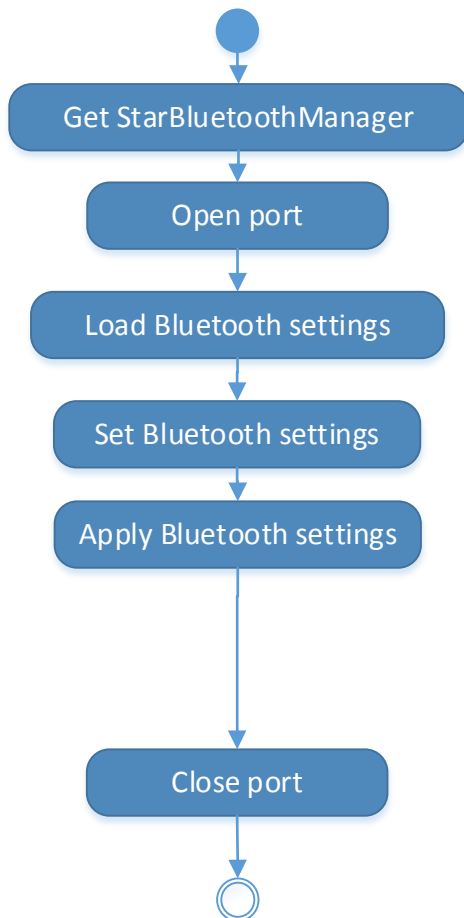 Get StarBluetoothManager
Open port
Load Bluetooth settings
Set Bluetooth settings
Apply Bluetooth settings
Close port